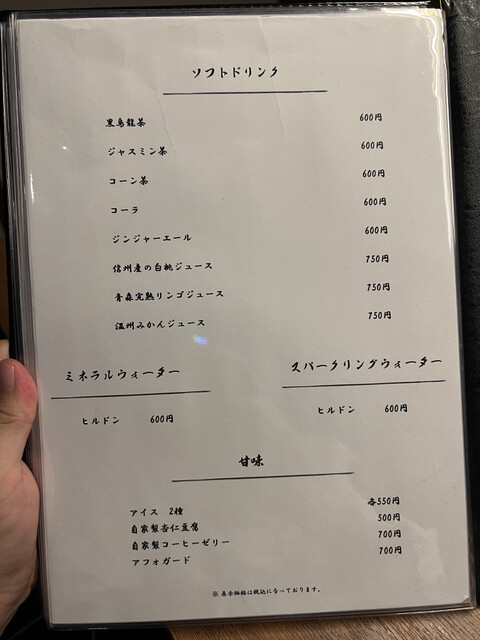 ソフトドリンク
黒烏龍茶 600円
ジャスミン茶 600円
コーン茶 600円
コーラ 600円
ジンジャーエール 600円
信州産の白桃ジュース 750円
青森完熟リンゴジュース 750円
温州みかんジュース 750円
ミネラルウォーター
ヒルドン 600円
スパークリングウォーター
ヒルドン 600円
甘味
アイス 2種 各550円
自家製杏仁豆腐 500円
自家製コーヒーゼリー 700円
アフォガード 700円
※表示価格は税込になっております。